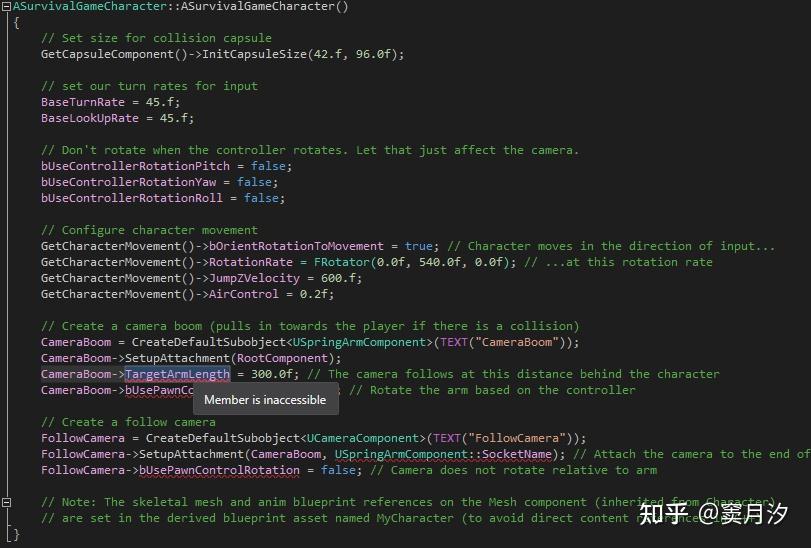 ASurvivalGameCharacter::ASurvivalGameCharacter()
{
// Set size for collision capsule
GetCapsuleComponent()->InitCapsuleSize(42.f, 96.0f);
// set our turn rates for input
BaseTurnRate = 45.f;
BaseLookUpRate = 45.f;
// Don't rotate when the controller rotates. Let that just affect the camera.
bUseControllerRotationPitch = false;
bUseControllerRotationYaw = false;
bUseControllerRotationRoll = false;
// Configure character movement
GetCharacterMovement()->bOrientRotationToMovement = true; // Character moves in the direction of input...
GetCharacterMovement()->RotationRate = FRotator(0.0f, 540.0f, 0.0f); // ...at this rotation rate
GetCharacterMovement()->JumpZVelocity = 600.f;
GetCharacterMovement()->AirControl = 0.2f;
// Create a camera boom (pulls in towards the player if there is a collision)
CameraBoom = CreateDefaultSubobject<USpringArmComponent>(TEXT("CameraBoom"));
CameraBoom->SetupAttachment(RootComponent);
CameraBoom->TargetArmLength = 300.0f; // The camera follows at this distance behind the character
CameraBoom->bUsePawnCo ; // Rotate the arm based on the controller
Member is inaccessible
// Create a follow camera
FollowCamera = CreateDefaultSubobject<UCameraComponent>(TEXT("FollowCamera"));
FollowCamera->SetupAttachment(CameraBoom, USpringArmComponent::SocketName); // Attach the camera to the end of
FollowCamera->bUsePawnControlRotation = false; // Camera does not rotate relative to arm
// Note: The skeletal mesh and anim blueprint references on the Mesh component (inherited from Character)
// are set in the derived blueprint asset named MyCharacter (to avoid direct content
}
知乎 @窦月汐